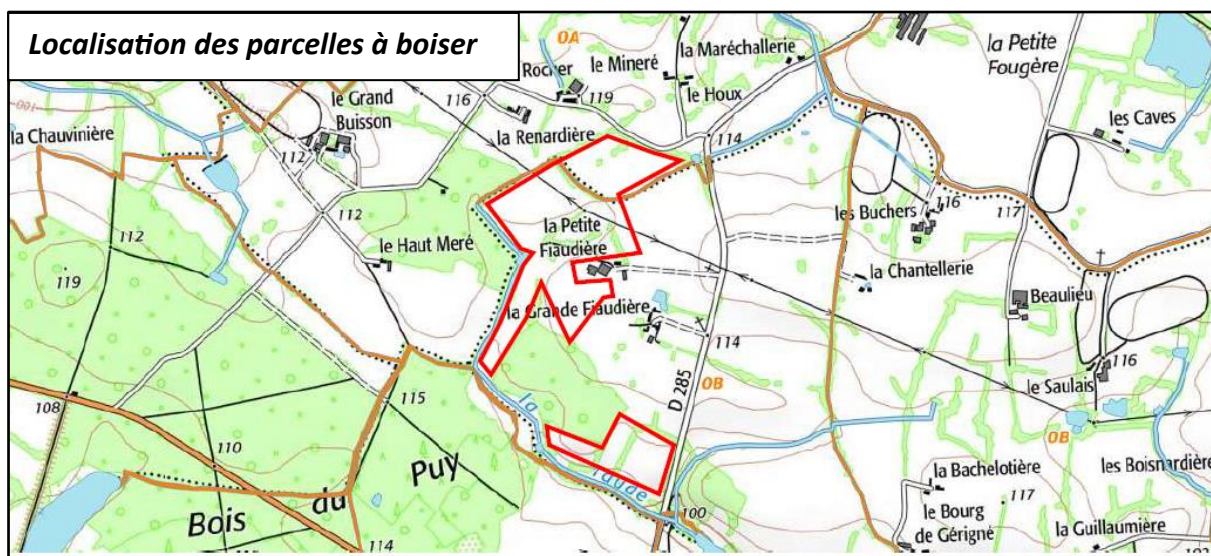 Localisation des parcelles à boiser
OA
la Maréchallerie
le Mineré
la Petite
Fougère
Rocher
le Houx
119
116
le Grand
Buisson
les Caves
la Chauvinière
la Renardière
114
112
116
117
les Buchers
112
la Petite
Fiaudière
112
le Haut Meré
la Chantellerie
119
Beaulieu
la Grande Fiaudière
114
116
le Saulais
D 285
OB
OB
108
115
la
110
Puy
la Bachelotière
les Boisnardière
Taude
117
le Bourg
de Gérigné
100
du
Bois
114
la Guillaumière